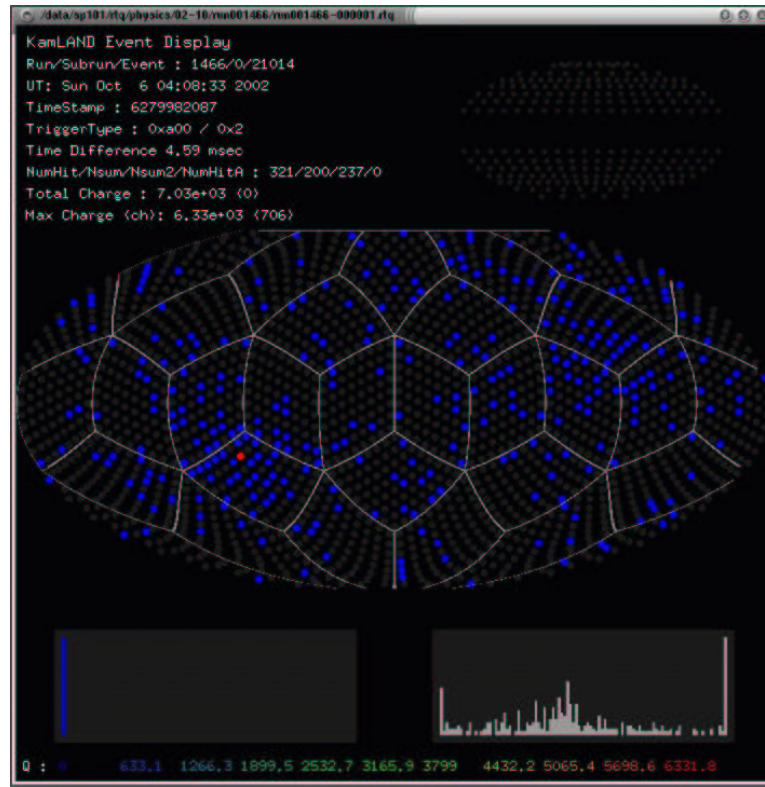 /data/sp101/rtq/physics/02-10/run001466/run001466-000001.rtq
KamLAND Event Display
Run/Subrun/Event : 1466/0/21014
UT: Sun Oct 6 04:08:33 2002
TimeStamp : 6279982087
TriggerType : 0xa00 / 0x2
Time Difference 4.59 msec
NumHit/Nsum/Nsum2/NumHitA : 321/200/237/0
Total Charge : 7.03e+03 (0)
Max Charge (ch): 6.33e+03 (706)
Q : 0 633.1 1266.3 1899.5 2532.7 3165.9 3799 4432.2 5065.4 5698.6 6331.8